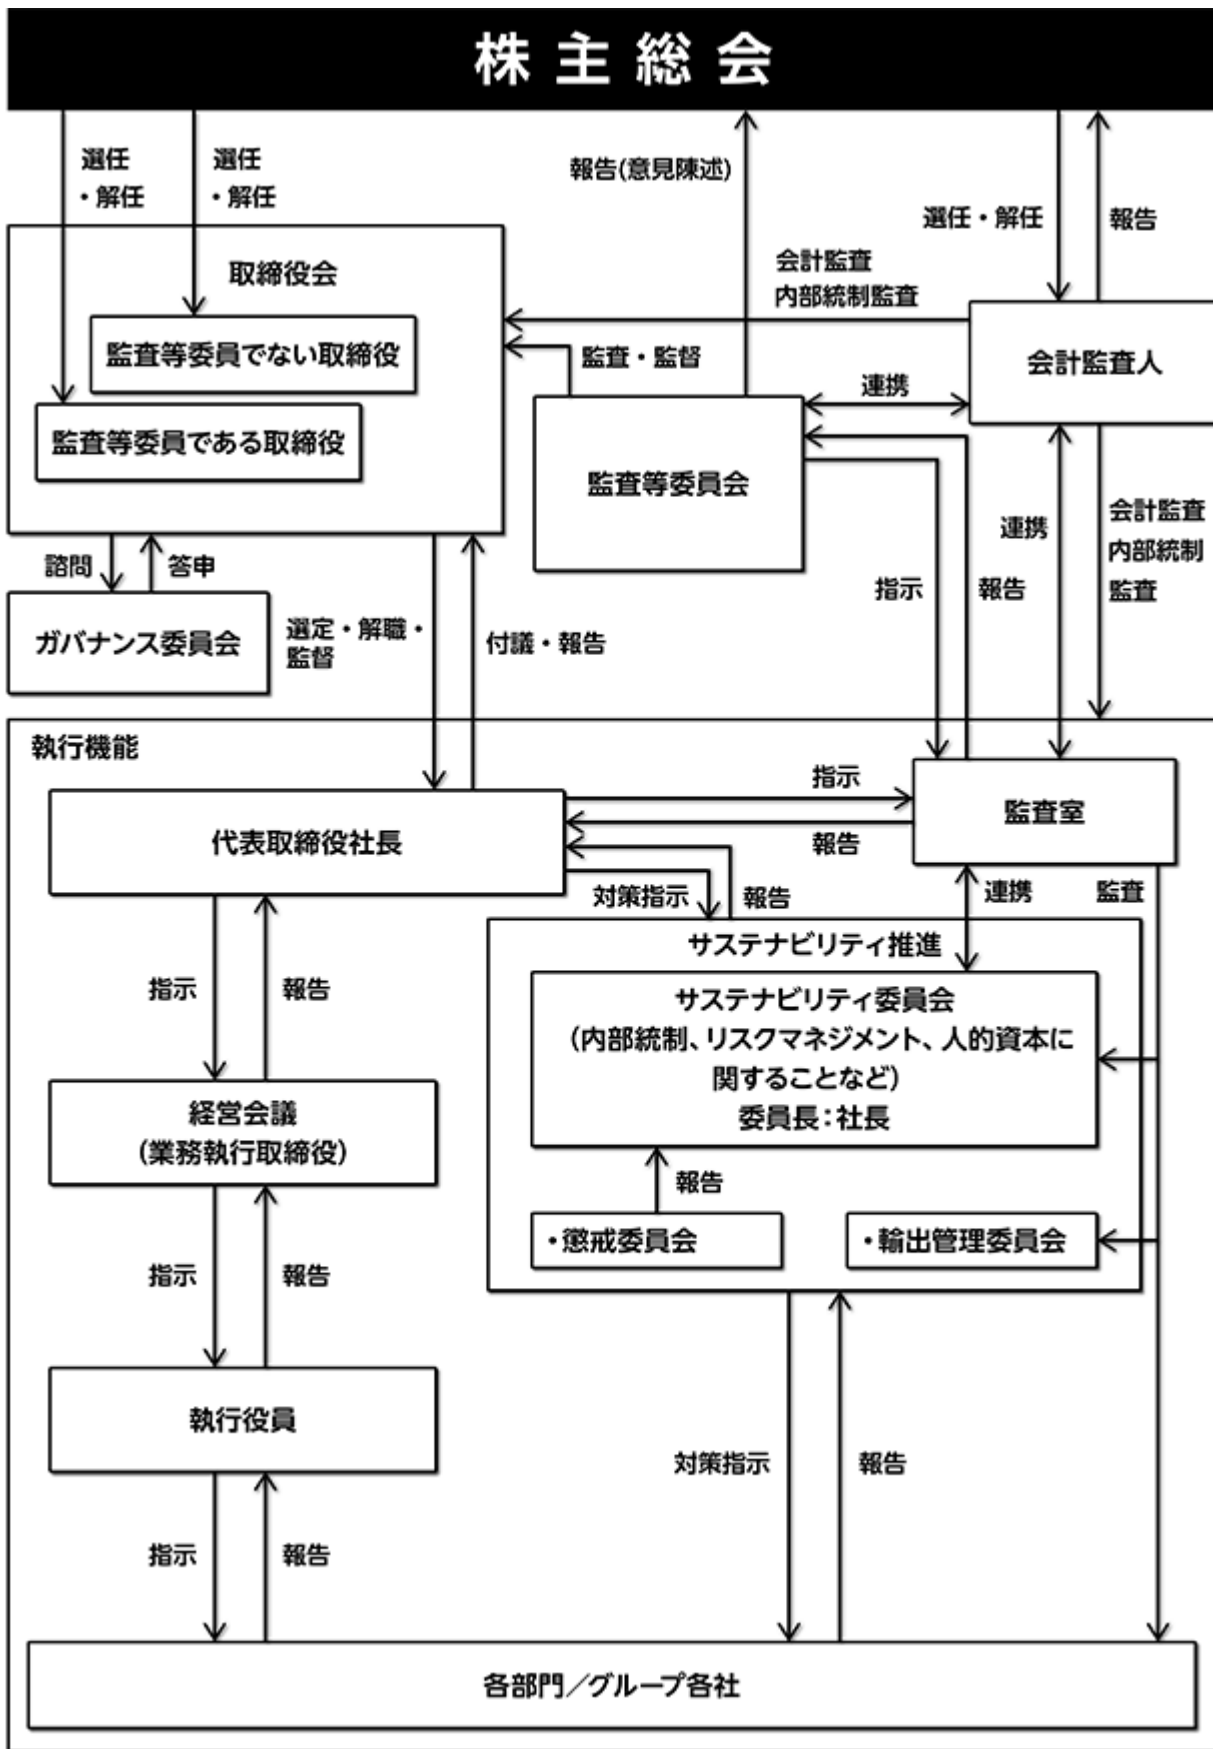 株主総会
選任
・解任
選任
・解任
報告(意見陳述)
選任・解任
報告
取締役会
会計監査
内部統制監査
監査等委員でない取締役
監査・監督
会計監査人
連携
監査等委員である取締役
監査等委員会
連携
会計監査
内部統制
監査
諮問
答申
指示
報告
ガバナンス委員会
選定・解職・
監督
付議・報告
執行機能
指示
監査室
代表取締役社長
報告
対策指示
報告
連携
監査
サステナビリティ推進
指示
報告
サステナビリティ委員会
(内部統制、リスクマネジメント、人的資本に
関することなど)
委員長:社長
経営会議
(業務執行取締役)
報告
・懲戒委員会
・輸出管理委員会
指示
報告
執行役員
対策指示
報告
指示
報告
各部門/グループ各社